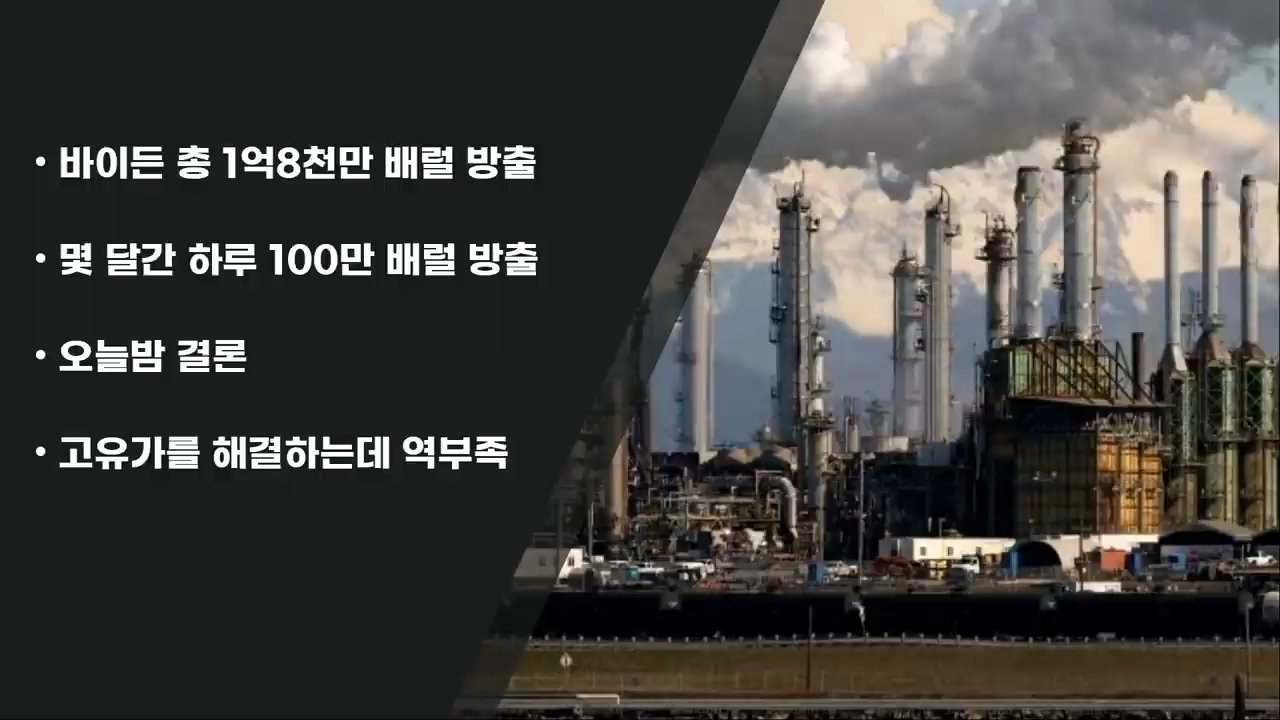 • 바이든 총 1억8천만 배럴 방출
• 몇 달간 하루 100만 배럴 방출
• 오늘밤 결론
• 고유가를 해결하는데 역부족